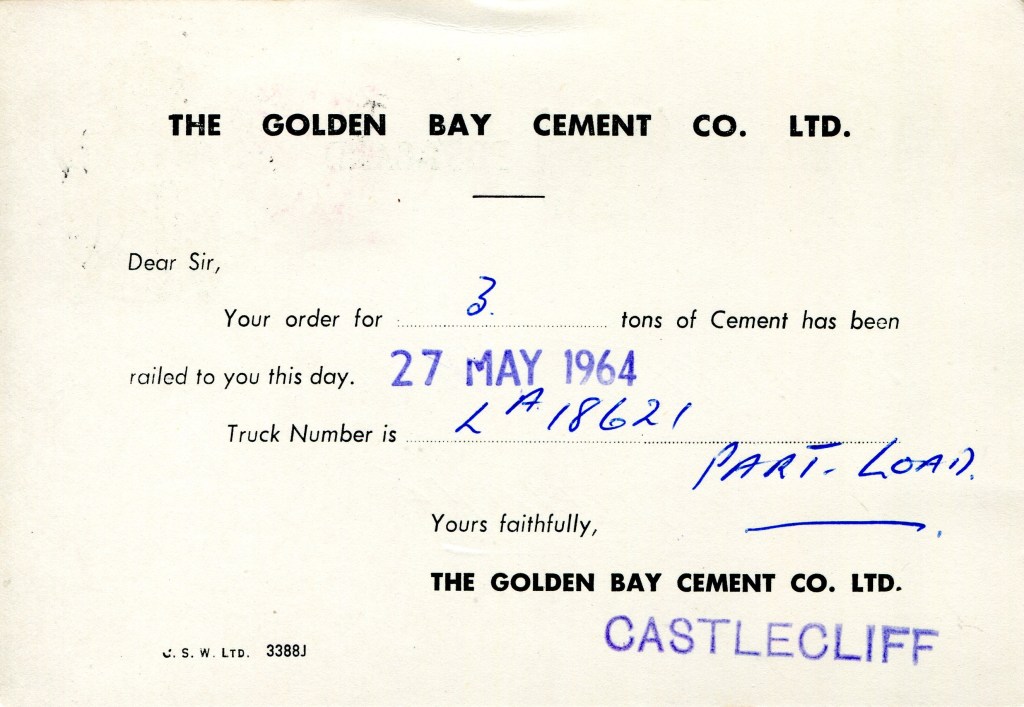 THE GOLDEN BAY CEMENT CO. LTD.
Dear Sir,
Your order for 3. tons of Cement has been
railed to you this day. 27 MAY 1964
Truck Number is LA 18621
PART-LOAD.
Yours faithfully,
THE GOLDEN BAY CEMENT CO. LTD.
CASTLECLIFF
C. S. W. LTD. 3388J